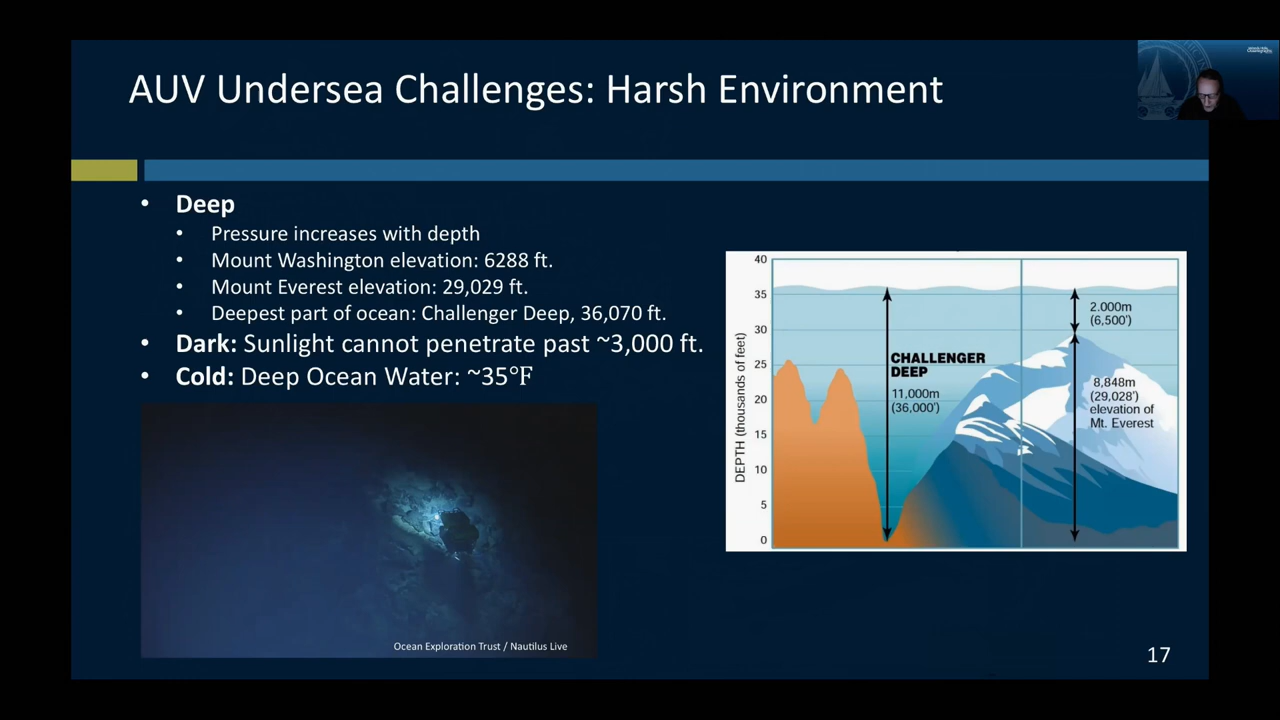 AUV Undersea Challenges: Harsh Environment
• Deep
• Pressure increases with depth
• Mount Washington elevation: 6288 ft.
• Mount Everest elevation: 29,029 ft.
• Deepest part of ocean: Challenger Deep, 36,070 ft.
• Dark: Sunlight cannot penetrate past ~3,000 ft.
• Cold: Deep Ocean Water: ~35°F
Ocean Exploration Trust / Nautilus Live
DEPTH (thousands of feet)
40
35
30
25
20
15
10
5
0
CHALLENGER
DEEP
11,000m
(36,000')
2.000m
(6,500')
8,848m
(29,028')
elevation of
Mt. Everest
17